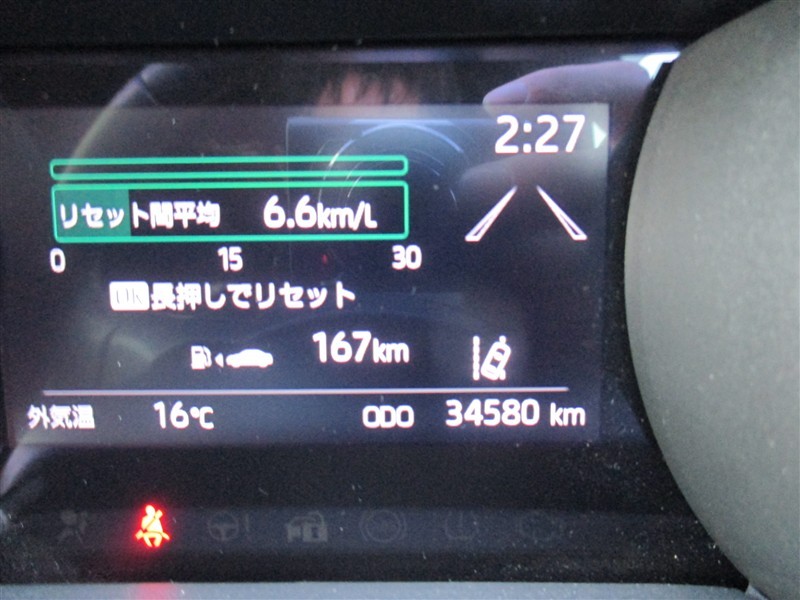 2:27
リセット間平均 6.6km/L
0 15 30
OK長押しでリセット
167km
外気温 16℃ ODO 34580 km